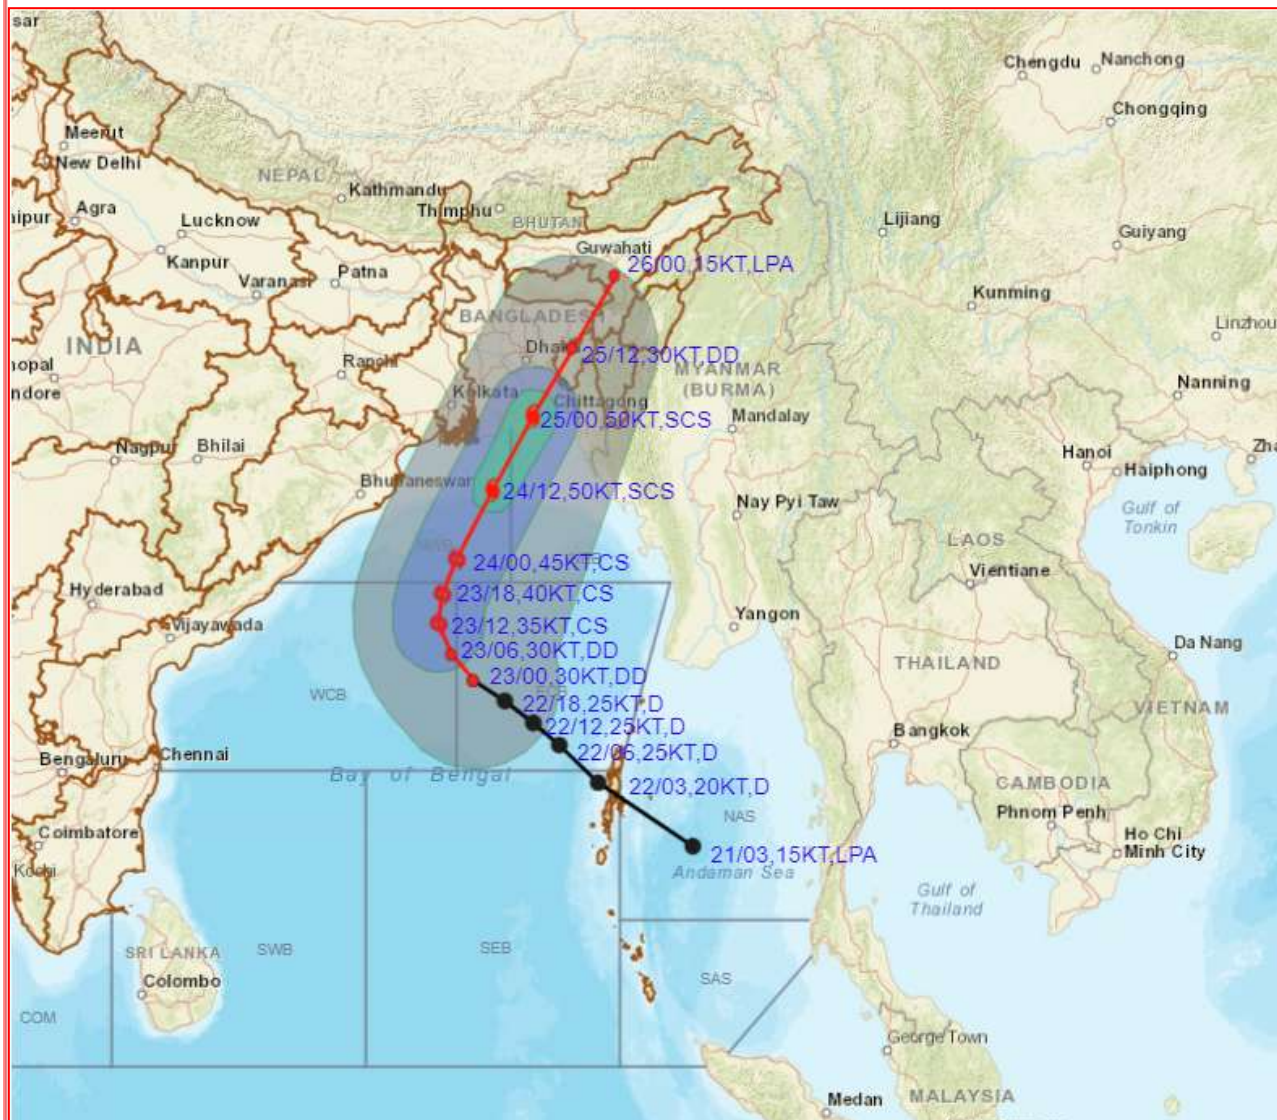 sar
Chengdu
Nanchong
Chongqing
Meerut
New Delhi
NEPAL
Kathmandu
Thimphu
BHUTAN
aipur
Agra
Lucknow
Lijiang
Guiyang
Kanpur
Guwahati
26/00,15KT,LPA
Patna
Varanasi
Kunming
BANGLADESH
Linzhou
INDIA
Dhaka
25/12,30KT,DD
hopal
Ranchi
MYANMAR
(BURMA)
Nanning
ndore
Kolkata
Chittagong
25/00,50KT,SCS
Mandalay
Nagpur
Bhilai
Hanoi
Haiphong
Zha
Bhubaneswar
24/12,50KT,SCS
Nay Pyi Taw
Gulf of
Tonkin
LAOS
24/00,45KT,CS
Vientiane
Hyderabad
23/18,40KT,CS
Yangon
Vijayawada
23/12,35KT,CS
Da Nang
23/06,30KT,DD
THAILAND
23/00,30KT,DD
WCB
ECB
22/18,25KT,D
VIETNAM
22/12,25KT,D
Bangkok
Bengaluru
Chennai
22/06,25KT,D
Bay of Bengal
22/03,20KT,D
CAMBODIA
NAS
Phnom Penh
Coimbatore
Ho Chi
Minh City
21/03,15KT,LPA
Kochi
Andaman Sea
Gulf of
Thailand
SRI LANKA
SWB
SEB
Colombo
SAS
COM
George Town
Medan
MALAYSIA